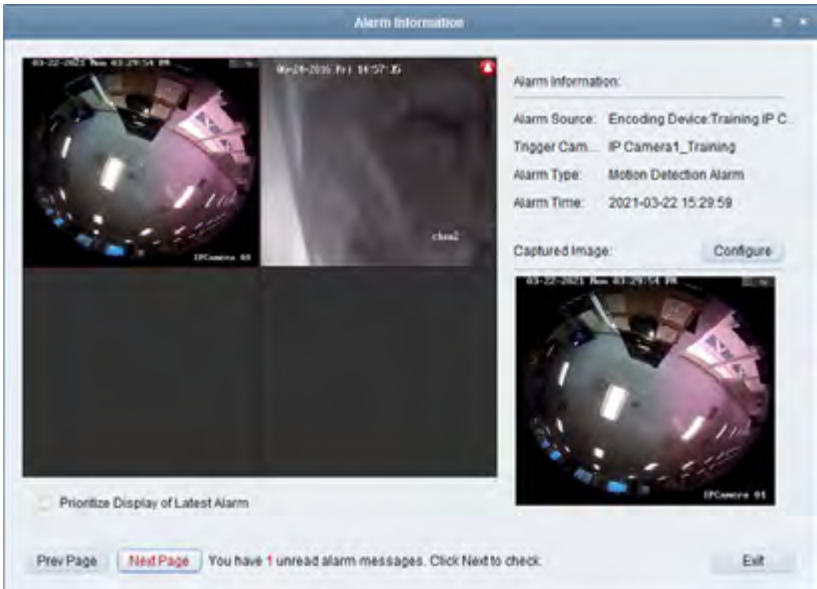 Alarm Information
03-22-2021 Mon 03:29:54 PM
06-24-2016 Fri 14:57:35
chan2
IPCamera 01
Prioritize Display of Latest Alarm
Alarm Information:
Alarm Source: Encoding Device:Training IP C..
Trigger Cam... IP Camera1_Training
Alarm Type: Motion Detection Alarm
Alarm Time: 2021-03-22 15:29:59
Captured Image: Configure
03-22-2021 Mon 03:29:54 PM
IPCamera 01
Prev Page Next Page You have 1 unread alarm messages. Click Next to check. Exit